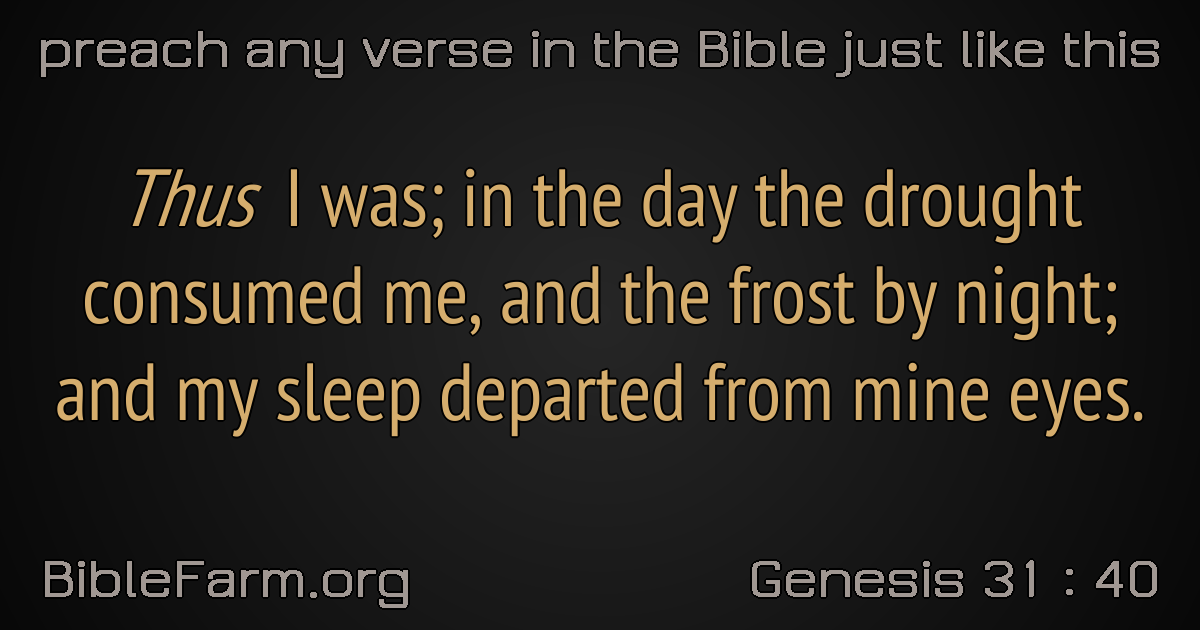 preach any verse in the Bible just like this
Thus I was; in the day the drought
consumed me, and the frost by night;
and my sleep departed from mine eyes.
BibleFarm.org
Genesis 31 : 40